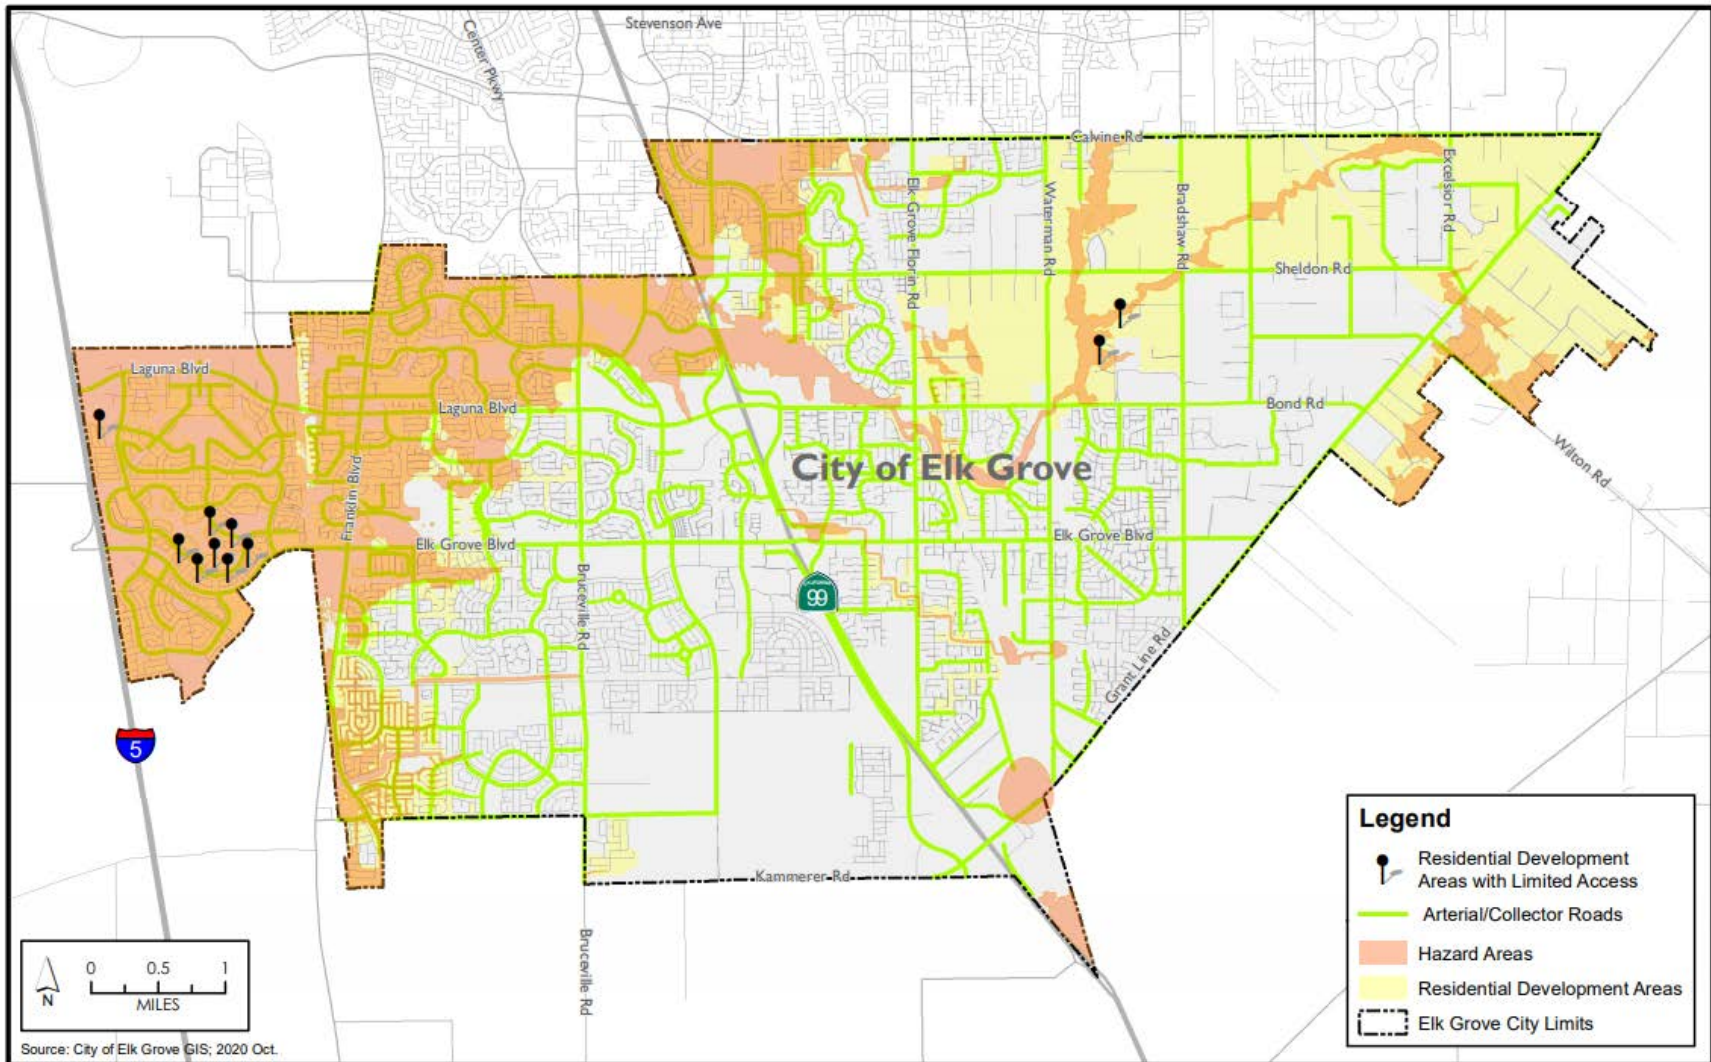 Stevenson Ave
Center Pkwy
Calvine Rd
Elk Grove Florin Rd
Waterman Rd
Bradshaw Rd
Excelsior Rd
Sheldon Rd
Laguna Blvd
Laguna Blvd
Bond Rd
Franklin Blvd
City of Elk Grove
Wilton Rd
Elk Grove Blvd
Elk Grove Blvd
Bruceville Rd
CALIFORNIA
99
Grant Line Rd
5
Kammerer Rd
Bruceville Rd
Legend
Residential Development
Areas with Limited Access
Arterial/Collector Roads
Hazard Areas
Residential Development Areas
Elk Grove City Limits
0 0.5 1
N
MILES
Source: City of Elk Grove GIS; 2020 Oct.